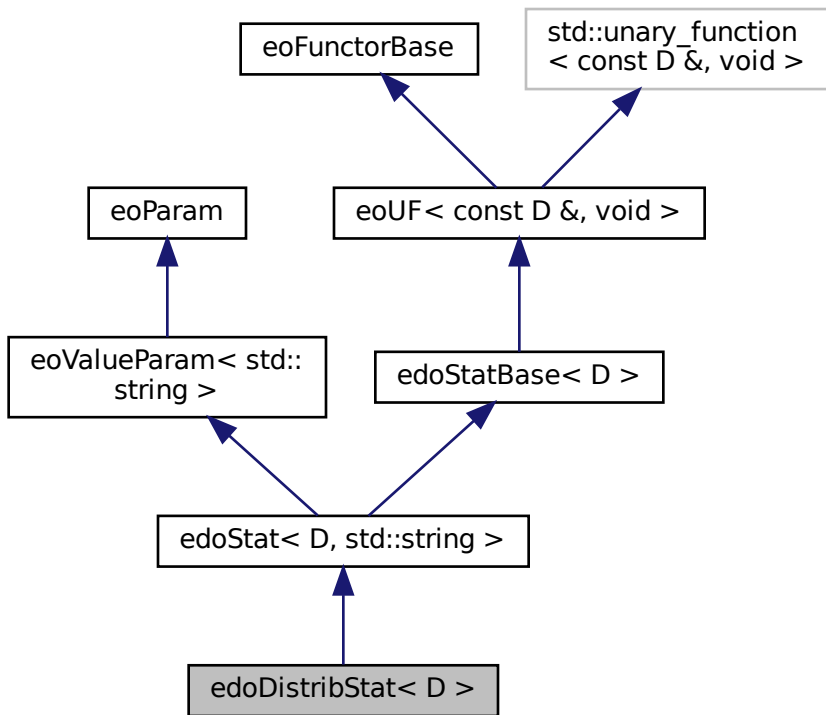 eoFunctorBase
std::unary_function
< const D &, void >
eoParam
eoUF< const D &, void >
eoValueParam< std::
string >
edoStatBase< D >
edoStat< D, std::string >
edoDistribStat< D >